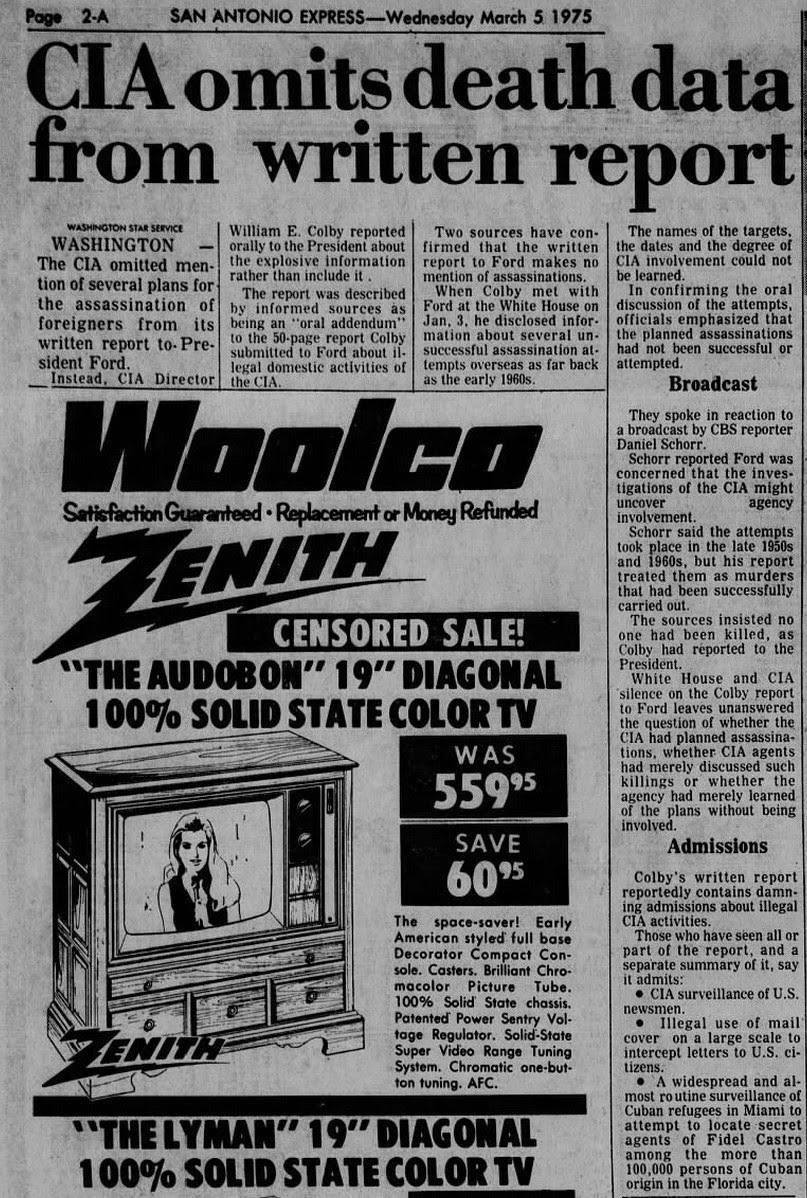 Page 2-A SAN ANTONIO EXPRESS—Wednesday March 5 1975
CIA omits death data
from written report
WASHINGTON STAR SERVICE
WASHINGTON —
The CIA omitted men-
tion of several plans for
the assassination of
foreigners from its
written report to Pre-
sident Ford.
Instead, CIA Director
William E. Colby reported
orally to the President about
the explosive information
rather than include it .
The report was described
by informed sources as
being an "oral addendum"
to the 50-page report Colby
submitted to Ford about il-
legal domestic activities of
the CIA.
Two sources have con-
firmed that the written
report to Ford makes no
mention of assassinations.
When Colby met with
Ford at the White House on
Jan. 3, he disclosed infor-
mation about several un-
successful assassination at-
tempts overseas as far back
as the early 1960s.
The names of the targets,
the dates and the degree of
CIA involvement could not
be learned.
In confirming the oral
discussion of the attempts,
officials emphasized that
the planned assassinations
had not been successful or
attempted.
Broadcast
They spoke in reaction to
a broadcast by CBS reporter
Daniel Schorr.
Schorr reported Ford was
concerned that the inves-
tigations of the CIA might
uncover agency
involvement.
Schorr said the attempts
took place in the late 1950s
and 1960s, but his report
treated them as murders
that had been successfully
carried out.
The sources insisted no
one had been killed, as
Colby had reported to the
President.
White House and CIA
silence on the Colby report
to Ford leaves unanswered
the question of whether the
CIA had planned assassina-
tions, whether CIA agents
had merely discussed such
killings or whether the
agency had merely learned
of the plans without being
involved.
Admissions
Colby's written report
reportedly contains damn-
ing admissions about illegal
CIA activities.
Those who have seen all or
part of the report, and a
separate summary of it, say
it admits:
• CIA surveillance of U.S.
newsmen.
• Illegal use of mail
cover on a large scale to
intercept letters to U.S. ci-
tizens.
• A widespread and al-
most routine surveillance of
Cuban refugees in Miami to
attempt to locate secret
agents of Fidel Castro
among the more than
100,000 persons of Cuban
origin in the Florida city.
Woolco
Satisfaction Guaranteed • Replacement or Money Refunded
ZENITH
CENSORED SALE!
"THE AUDOBON" 19" DIAGONAL
100% SOLID STATE COLOR TV
WAS
559⁹⁵
SAVE
60⁹⁵
The space-saver! Early
American styled full base
Decorator Compact Con-
sole. Casters. Brilliant Chro-
macolor Picture Tube.
100% Solid State chassis.
Patented Power Sentry Vol-
tage Regulator. Solid-State
Super Video Range Tuning
System. Chromatic one-but-
ton tuning. AFC.
ZENITH
"THE LYMAN" 19" DIAGONAL
100% SOLID STATE COLOR TV